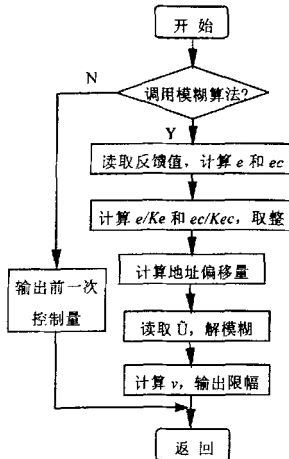 开 始
N
调用模糊算法?
Y
读取反馈值，计算 e 和 ec
计算 e/Ke 和 ec/Kec，取整
计算地址偏移量
输出前一次
控制量
读取 Û，解模糊
计算 v，输出限幅
返 回